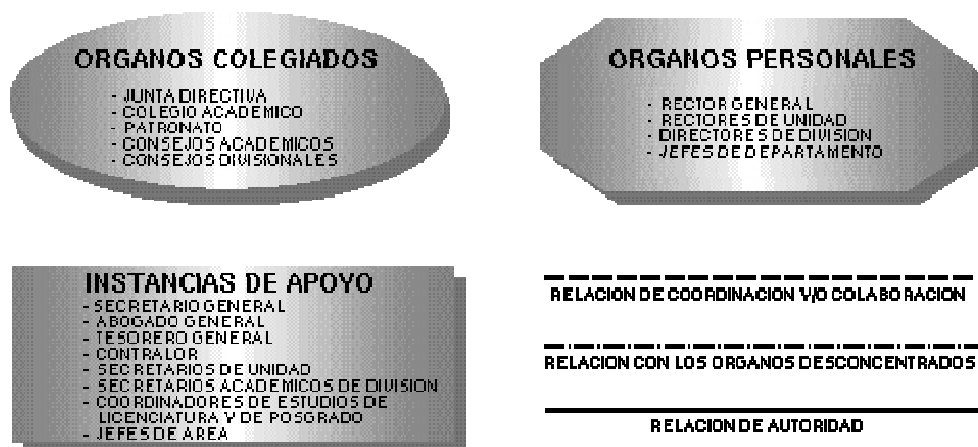 ORGANOS COLEGIADOS
- JUNTA DIRECTIVA
- COLEGIO ACADEMICO
- PATRONATO
- CONSEJOS ACADEMICOS
- CONSEJOS DIVISIONALES
ORGANOS PERSONALES
- RECTOR GENERAL
- RECTORES DE UNIDAD
- DIRECTORES DE DIVISION
- JEFES DE DEPARTAMENTO
INSTANCIAS DE APOYO
- SECRETARIO GENERAL
- ABOGADO GENERAL
- TESORERO GENERAL
- CONTRALOR
- SECRETARIOS DE UNIDAD
- SECRETARIOS ACADEMICOS DE DIVISION
- COORDINADORES DE ESTUDIOS DE
LICENCIATURA Y DE POSGRADO
- JEFES DE AREA
RELACION DE COORDINACION Y/O COLABORACION
RELACION CON LOS ORGANOS DESCONCENTRADOS
RELACION DE AUTORIDAD